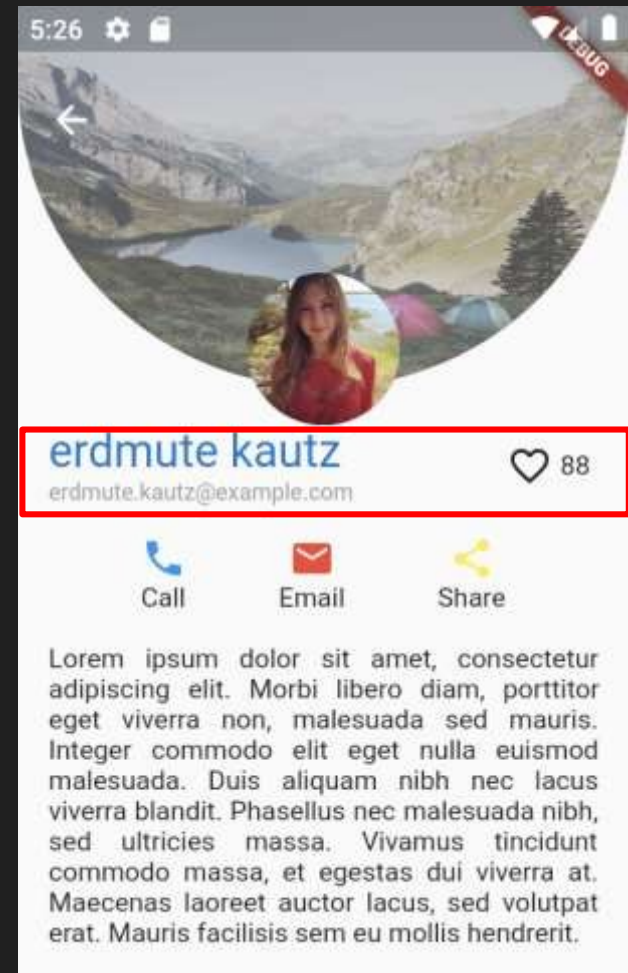 5:26
DEBUG
erdmute kautz
88
erdmute.kautz@example.com
Call Email Share
Lorem ipsum dolor sit amet, consectetur
adipiscing elit. Morbi libero diam, porttitor
eget viverra non, malesuada sed mauris.
Integer commodo elit eget nulla euismod
malesuada. Duis aliquam nibh nec lacus
viverra blandit. Phasellus nec malesuada nibh,
sed ultricies massa. Vivamus tincidunt
commodo massa, et egestas dui viverra at.
Maecenas laoreet auctor lacus, sed volutpat
erat. Mauris facilisis sem eu mollis hendrerit.